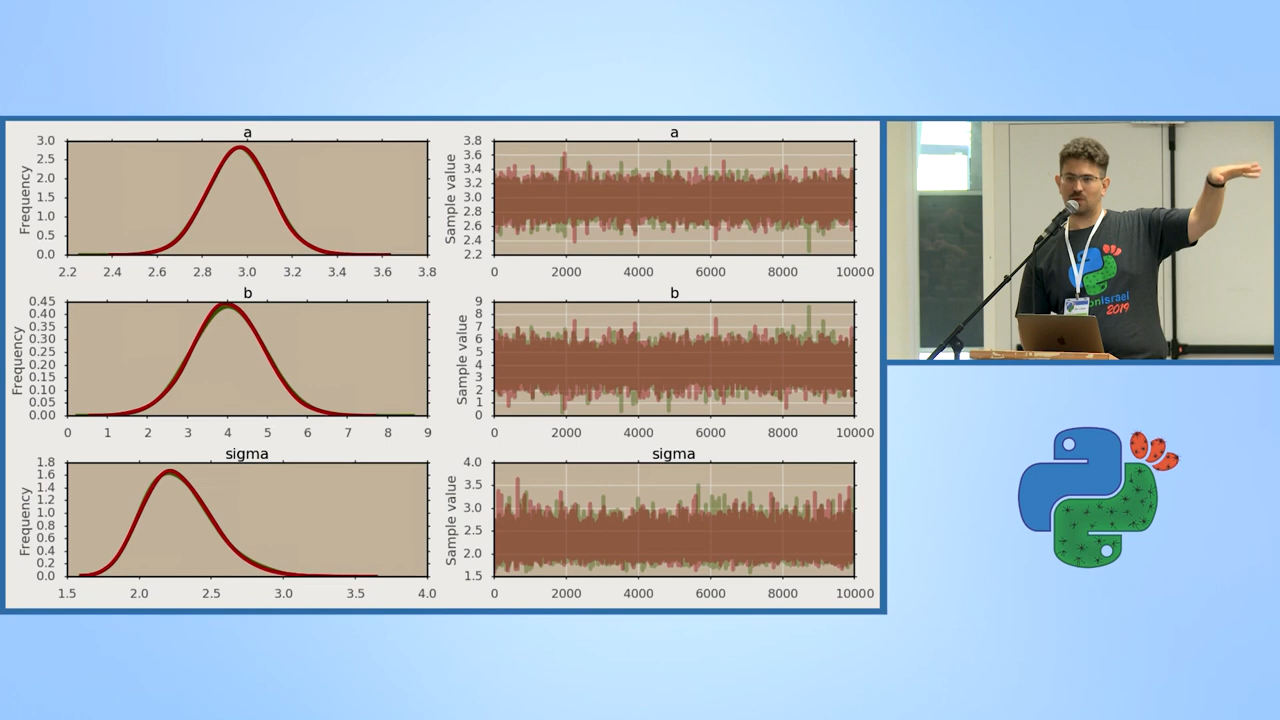 a
Frequency
3.0
2.5
2.0
1.5
1.0
0.5
0.0
2.2 2.4 2.6 2.8 3.0 3.2 3.4 3.6 3.8
a
Sample value
3.8
3.6
3.4
3.2
3.0
2.8
2.6
2.4
2.2
0 2000 4000 6000 8000 10000
b
Frequency
0.45
0.40
0.35
0.30
0.25
0.20
0.15
0.10
0.05
0.00
0 1 2 3 4 5 6 7 8 9
b
Sample value
9
8
7
6
5
4
3
2
1
0
0 2000 4000 6000 8000 10000
sigma
Frequency
1.8
1.6
1.4
1.2
1.0
0.8
0.6
0.4
0.2
0.0
1.5 2.0 2.5 3.0 3.5 4.0
sigma
Sample value
4.0
3.5
3.0
2.5
2.0
1.5
0 2000 4000 6000 8000 10000
onIsrael
2019